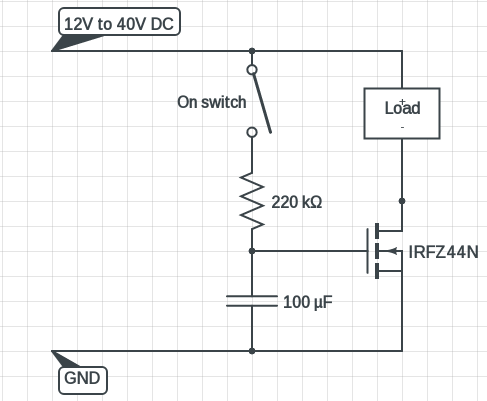 12V to 40V DC
On switch
+
Load
-
220 kΩ
IRFZ44N
100 µF
GND